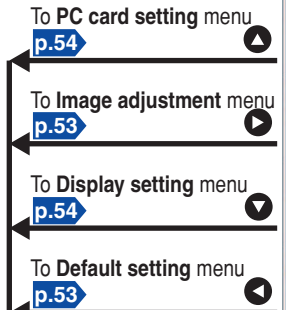 To PC card setting menu
p.54
To Image adjustment menu
p.53
To Display setting menu
p.54
To Default setting menu
p.53